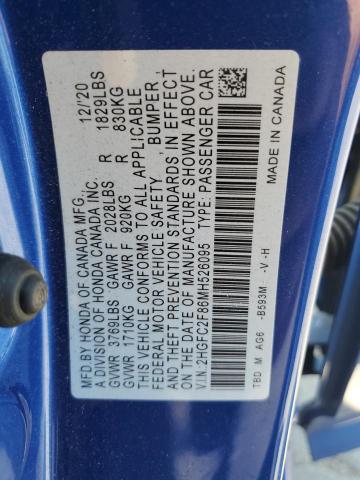 MFD.BY HONDA OF CANADA MFG., 12/'20
A DIVISION OF HONDA CANADA INC.
GVWR 3769LBS GAWR F 2028LBS R 1829LBS
GVWR 1710KG GAWR F 920KG R 830KG
THIS VEHICLE CONFORMS TO ALL APPLICABLE
FEDERAL MOTOR VEHICLE SAFETY , BUMPER ,
AND THEFT PREVENTION STANDARDS IN EFFECT
ON THE DATE OF MANUFACTURE SHOWN ABOVE.
V.I.N: 2HGFC2F86MH526095 TYPE: PASSENGER CAR
TBD M AG6 -B593M -V -H MADE IN CANADA